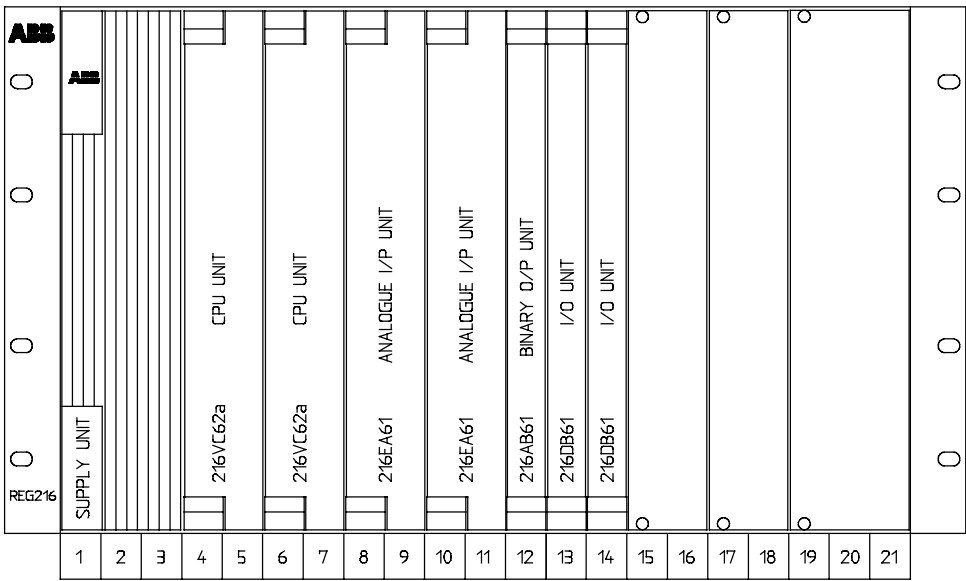 ABB
ABB
SUPPLY UNIT
REG216
216VC62a CPU UNIT
216VC62a CPU UNIT
216EA61 ANALOGUE I/P UNIT
216EA61 ANALOGUE I/P UNIT
216AB61 BINARY O/P UNIT
216DB61 I/O UNIT
216DB61 I/O UNIT
1 2 3 4 5 6 7 8 9 10 11 12 13 14 15 16 17 18 19 20 21